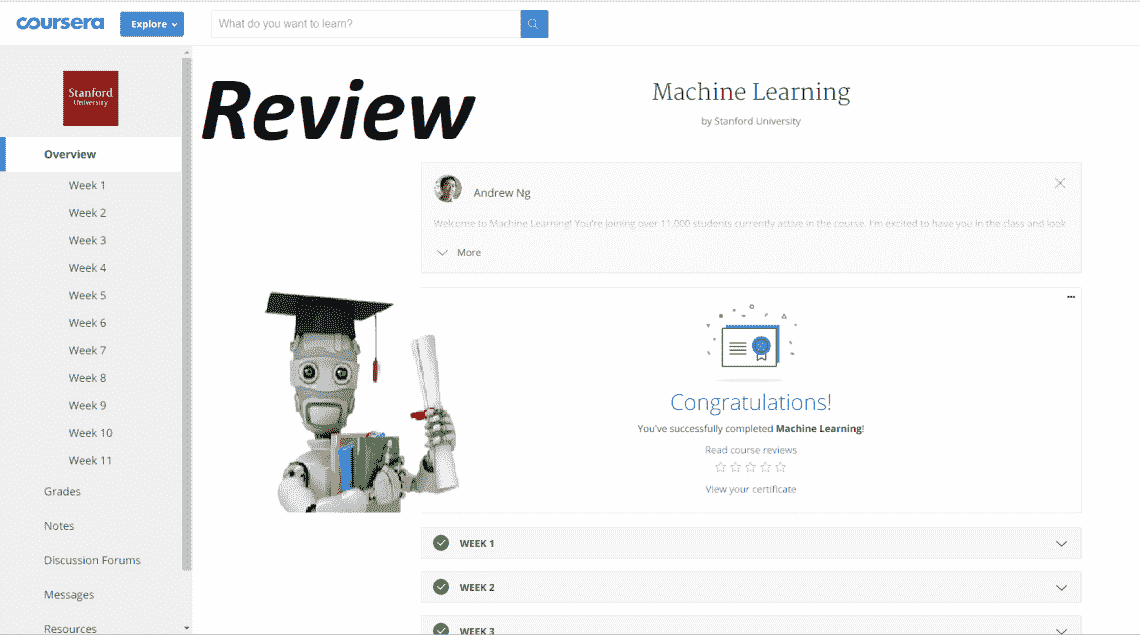 coursera
Explore
What do you want to learn?
Stanford
University
Overview
Week 1
Week 2
Week 3
Week 4
Week 5
Week 6
Week 7
Week 8
Week 9
Week 10
Week 11
Grades
Notes
Discussion Forums
Messages
Resources
Review
Machine Learning
by Stanford University
Andrew Ng
Welcome to Machine Learning! You're joining over 11,000 students currently active in the course. I'm excited to have you in the class and look
More
Congratulations!
You've successfully completed Machine Learning!
Read course reviews
View your certificate
WEEK 1
WEEK 2
WEEK 3